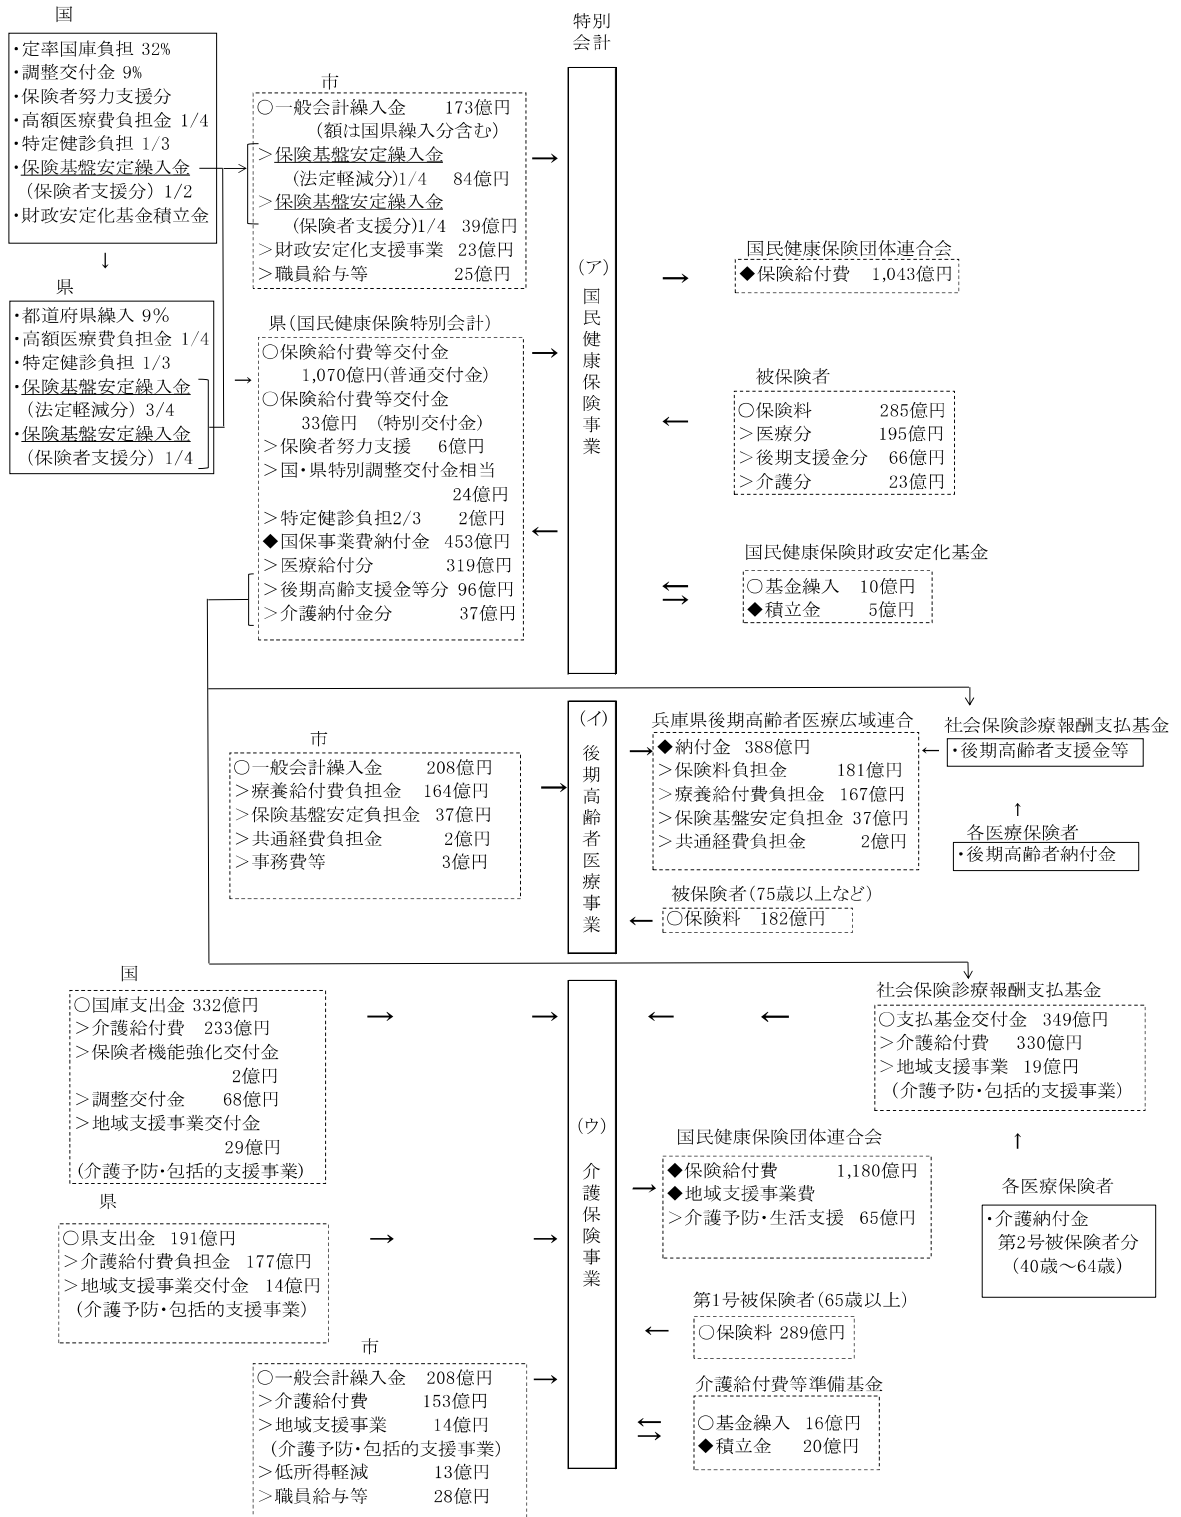 国
・定率国庫負担 32%
・調整交付金 9%
・保険者努力支援分
・高額医療費負担金 1/4
・特定健診負担 1/3
・保険基盤安定繰入金
(保険者支援分) 1/2
・財政安定化基金積立金
↓
県
・都道府県繰入 9%
・高額医療費負担金 1/4
・特定健診負担 1/3
・保険基盤安定繰入金
(法定軽減分) 3/4
・保険基盤安定繰入金
(保険者支援分) 1/4
市
○一般会計繰入金 173億円
(額は国県繰入分含む)
>保険基盤安定繰入金
(法定軽減分)1/4 84億円
>保険基盤安定繰入金
(保険者支援分)1/4 39億円
>財政安定化支援事業 23億円
>職員給与等 25億円
県(国民健康保険特別会計)
○保険給付費等交付金
1,070億円(普通交付金)
○保険給付費等交付金
33億円 (特別交付金)
>保険者努力支援 6億円
>国・県特別調整交付金相当
24億円
>特定健診負担2/3 2億円
◆国保事業費納付金 453億円
>医療給付分 319億円
>後期高齢支援金等分 96億円
>介護納付金分 37億円
特別
会計
(ア)国民健康保険事業
国民健康保険団体連合会
◆保険給付費 1,043億円
被保険者
○保険料 285億円
>医療分 195億円
>後期支援金分 66億円
>介護分 23億円
国民健康保険財政安定化基金
○基金繰入 10億円
◆積立金 5億円
市
○一般会計繰入金 208億円
>療養給付費負担金 164億円
>保険基盤安定負担金 37億円
>共通経費負担金 2億円
>事務費等 3億円
(イ)後期高齢者医療事業
兵庫県後期高齢者医療広域連合
◆納付金 388億円
>保険料負担金 181億円
>療養給付費負担金 167億円
>保険基盤安定負担金 37億円
>共通経費負担金 2億円
被保険者(75歳以上など)
○保険料 182億円
社会保険診療報酬支払基金
・後期高齢者支援金等
↑
各医療保険者
・後期高齢者納付金
国
○国庫支出金 332億円
>介護給付費 233億円
>保険者機能強化交付金
2億円
>調整交付金 68億円
>地域支援事業交付金
29億円
(介護予防・包括的支援事業)
県
○県支出金 191億円
>介護給付費負担金 177億円
>地域支援事業交付金 14億円
(介護予防・包括的支援事業)
市
○一般会計繰入金 208億円
>介護給付費 153億円
>地域支援事業 14億円
(介護予防・包括的支援事業)
>低所得軽減 13億円
>職員給与等 28億円
(ウ)介護保険事業
社会保険診療報酬支払基金
○支払基金交付金 349億円
>介護給付費 330億円
>地域支援事業 19億円
(介護予防・包括的支援事業)
↑
国民健康保険団体連合会
◆保険給付費 1,180億円
◆地域支援事業費
>介護予防・生活支援 65億円
各医療保険者
・介護納付金
第2号被保険者分
(40歳～64歳)
第1号被保険者(65歳以上)
○保険料 289億円
介護給付費等準備基金
○基金繰入 16億円
◆積立金 20億円